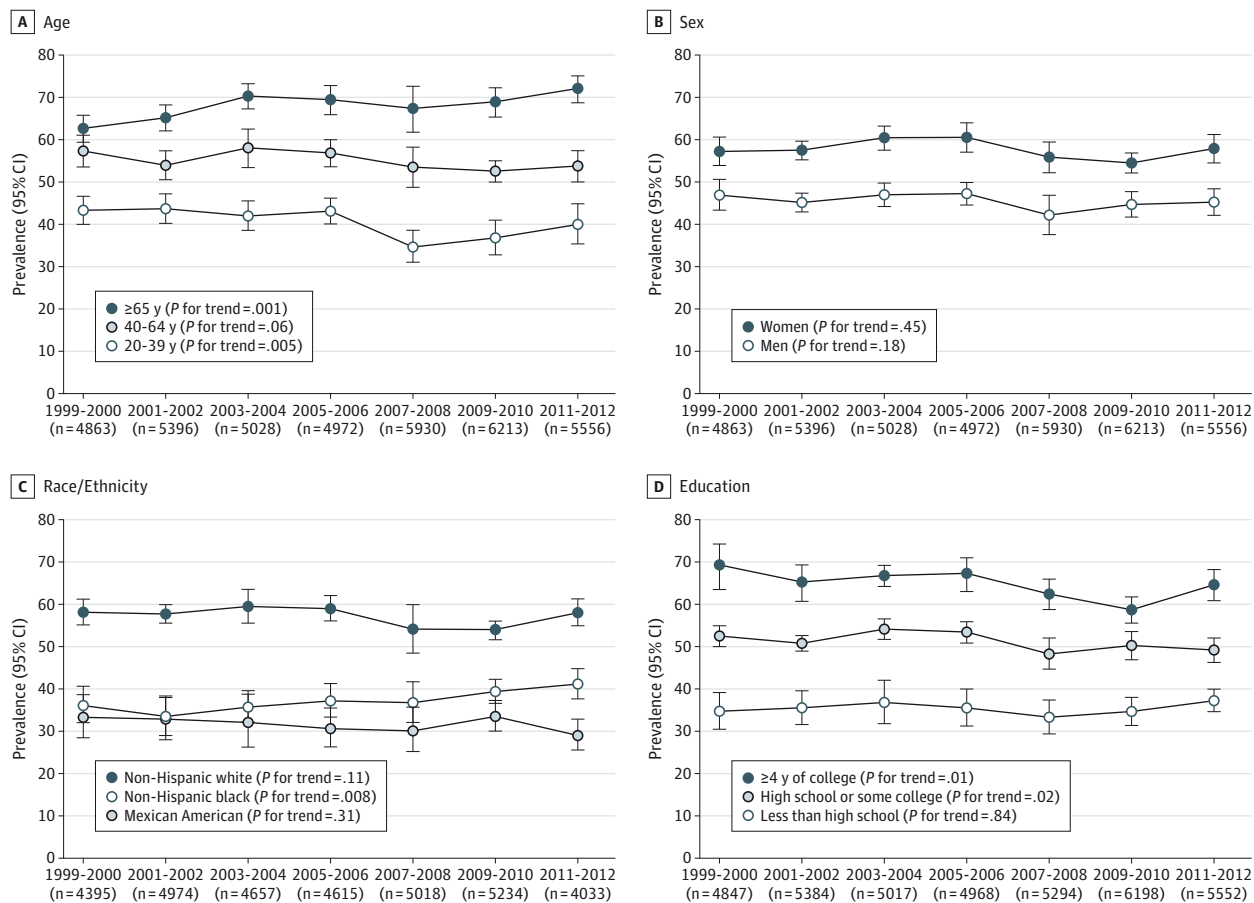 A Age
Prevalence (95% CI)
80
70
60
50
40
30
20
10
0
≥65 y (P for trend=.001)
40-64 y (P for trend=.06)
20-39 y (P for trend=.005)
1999-2000 2001-2002 2003-2004 2005-2006 2007-2008 2009-2010 2011-2012
(n=4863) (n=5396) (n=5028) (n=4972) (n=5930) (n=6213) (n=5556)
B Sex
Prevalence (95% CI)
80
70
60
50
40
30
20
10
0
Women (P for trend=.45)
Men (P for trend=.18)
1999-2000 2001-2002 2003-2004 2005-2006 2007-2008 2009-2010 2011-2012
(n=4863) (n=5396) (n=5028) (n=4972) (n=5930) (n=6213) (n=5556)
C Race/Ethnicity
Prevalence (95% CI)
80
70
60
50
40
30
20
10
0
Non-Hispanic white (P for trend=.11)
Non-Hispanic black (P for trend=.008)
Mexican American (P for trend=.31)
1999-2000 2001-2002 2003-2004 2005-2006 2007-2008 2009-2010 2011-2012
(n=4395) (n=4974) (n=4657) (n=4615) (n=5018) (n=5234) (n=4033)
D Education
Prevalence (95% CI)
80
70
60
50
40
30
20
10
0
≥4 y of college (P for trend=.01)
High school or some college (P for trend=.02)
Less than high school (P for trend=.84)
1999-2000 2001-2002 2003-2004 2005-2006 2007-2008 2009-2010 2011-2012
(n=4847) (n=5384) (n=5017) (n=4968) (n=5294) (n=6198) (n=5552)